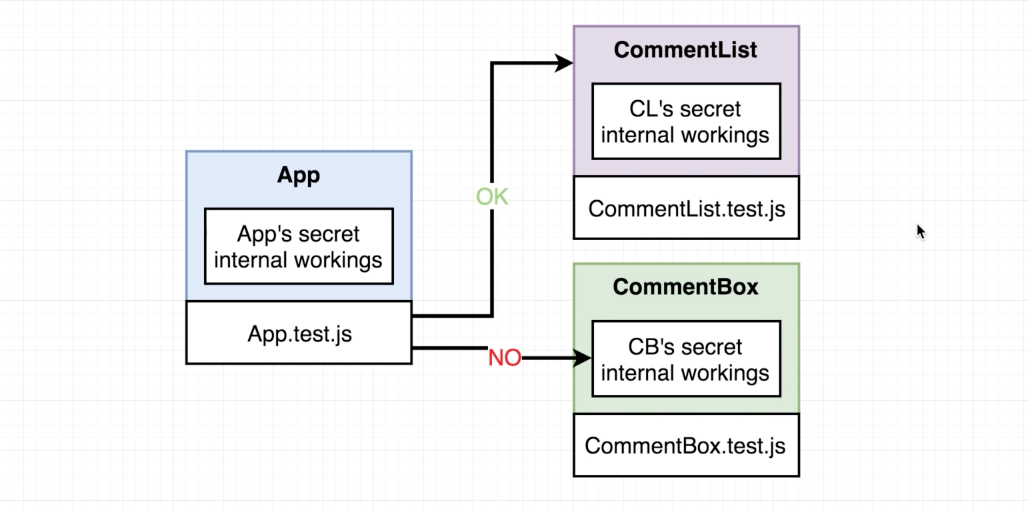 App
App's secret
internal workings
App.test.js
OK
NO
CommentList
CL's secret
internal workings
CommentList.test.js
CommentBox
CB's secret
internal workings
CommentBox.test.js